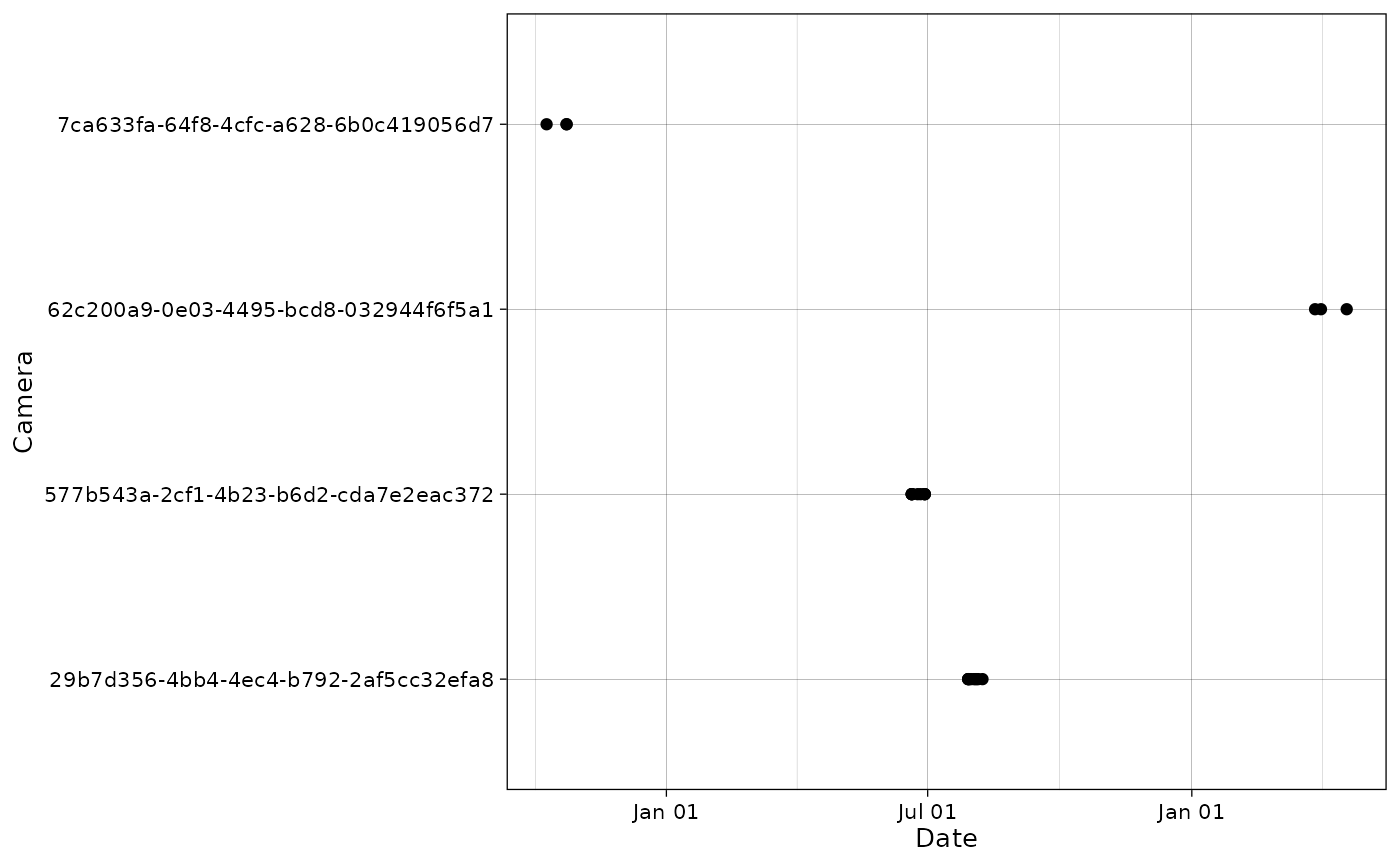 7ca633fa-64f8-4cfc-a628-6b0c419056d7
62c200a9-0e03-4495-bcd8-032944f6f5a1
Camera
577b543a-2cf1-4b23-b6d2-cda7e2eac372
29b7d356-4bb4-4ec4-b792-2af5cc32efa8
Jan 01 Jul 01 Jan 01
Date